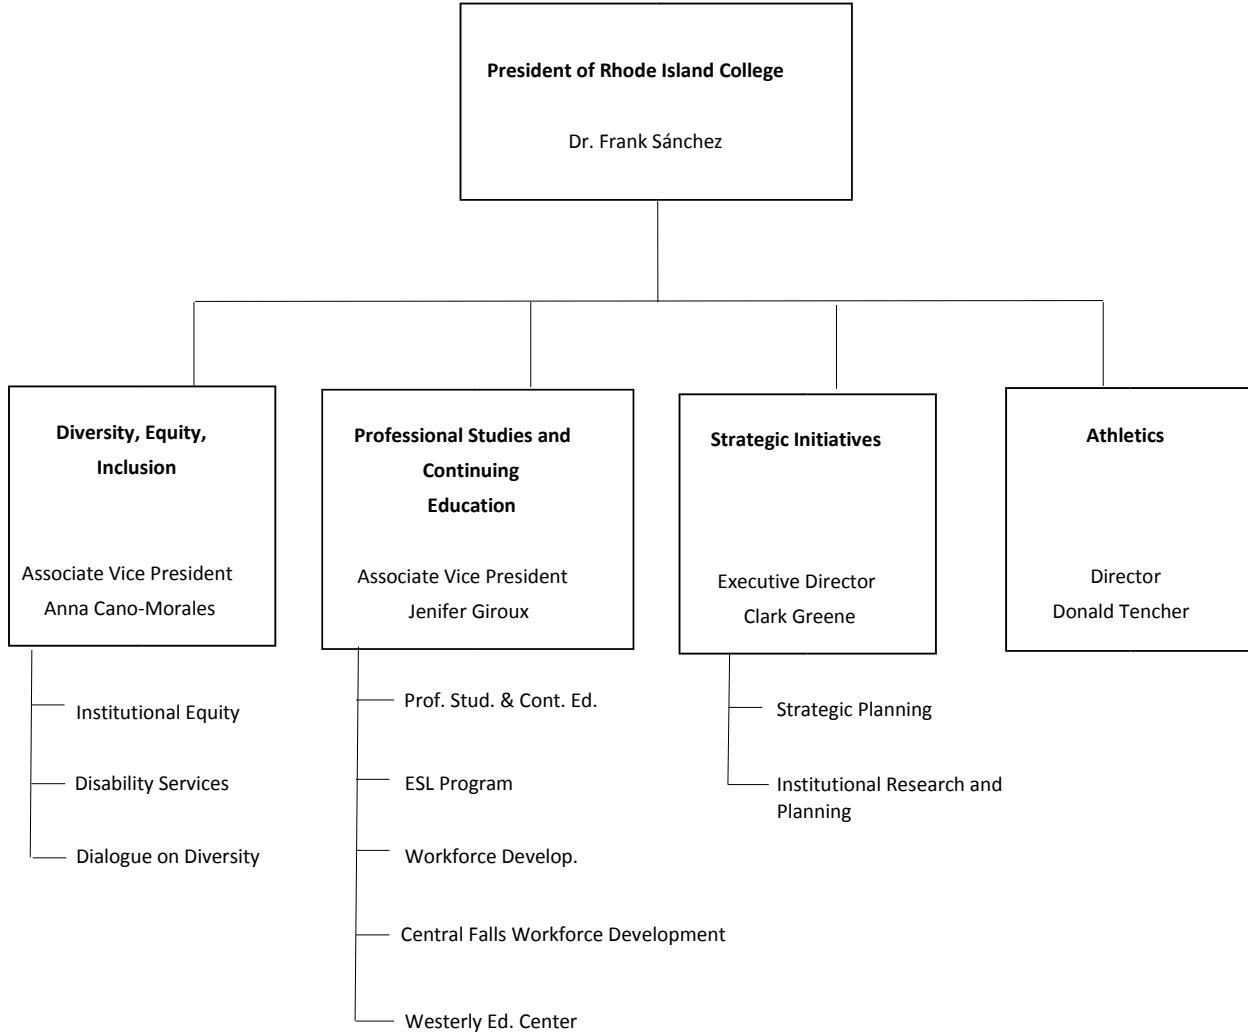 President of Rhode Island College
Dr. Frank Sánchez
Diversity, Equity,
Inclusion
Associate Vice President
Anna Cano-Morales
Institutional Equity
Disability Services
Dialogue on Diversity
Professional Studies and
Continuing
Education
Associate Vice President
Jenifer Giroux
Prof. Stud. & Cont. Ed.
ESL Program
Workforce Develop.
Central Falls Workforce Development
Westerly Ed. Center
Strategic Initiatives
Executive Director
Clark Greene
Strategic Planning
Institutional Research and
Planning
Athletics
Director
Donald Tencher